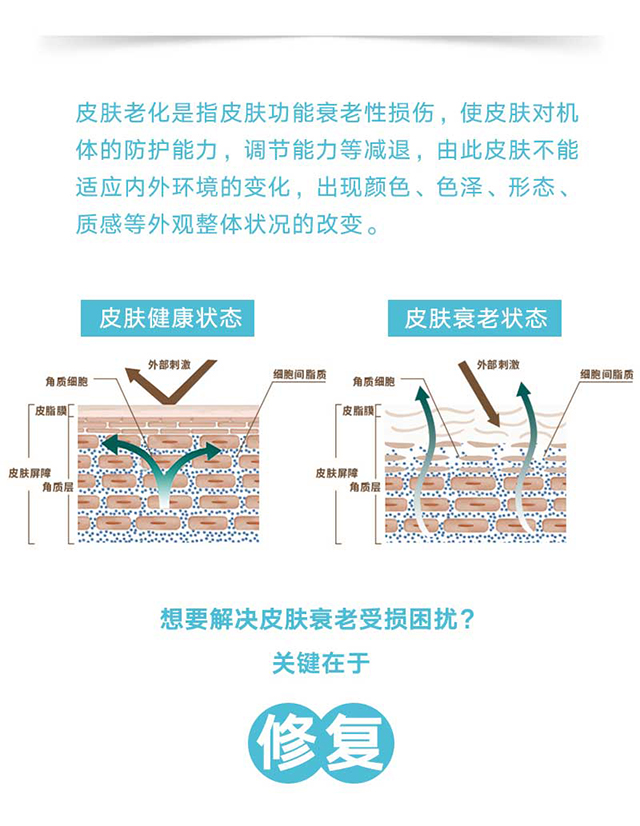 皮肤老化是指皮肤功能衰老性损伤，使皮肤对机
体的防护能力，调节能力等减退，由此皮肤不能
适应内外环境的变化，出现颜色、色泽、形态、
质感等外观整体状况的改变。
皮肤健康状态
外部刺激
角质细胞
细胞间脂质
皮脂膜
皮肤屏障
角质层
皮肤衰老状态
外部刺激
角质细胞
细胞间脂质
皮脂膜
皮肤屏障
角质层
想要解决皮肤衰老受损困扰？
关键在于
修复